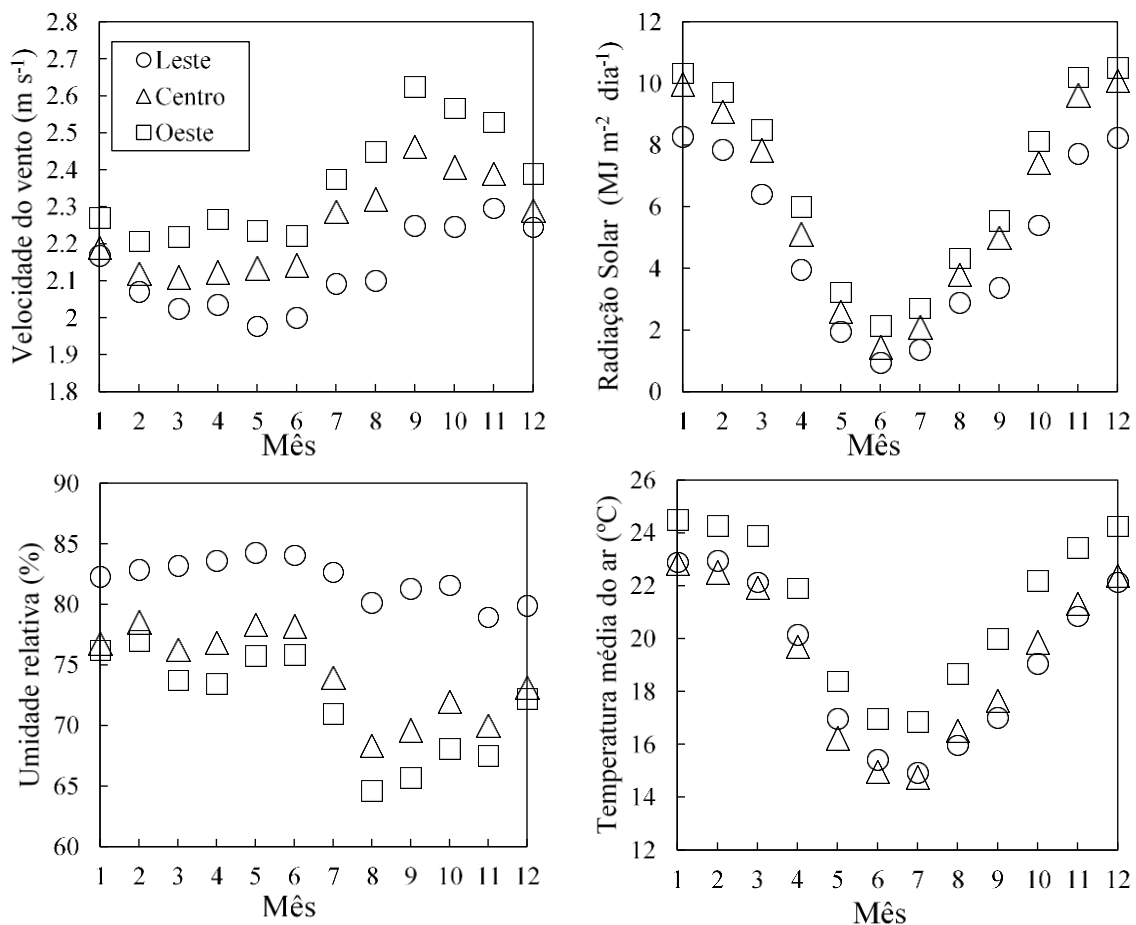 Velocidade do vento (m s⁻¹)
2.8
2.7
2.6
2.5
2.4
2.3
2.2
2.1
2
1.9
1.8
Leste
Centro
Oeste
1 2 3 4 5 6 7 8 9 10 11 12
Mês
Radiação Solar (MJ m⁻² dia⁻¹)
12
10
8
6
4
2
0
1 2 3 4 5 6 7 8 9 10 11 12
Mês
Umidade relativa (%)
90
85
80
75
70
65
60
1 2 3 4 5 6 7 8 9 10 11 12
Mês
Temperatura média do ar (ºC)
26
24
22
20
18
16
14
12
1 2 3 4 5 6 7 8 9 10 11 12
Mês